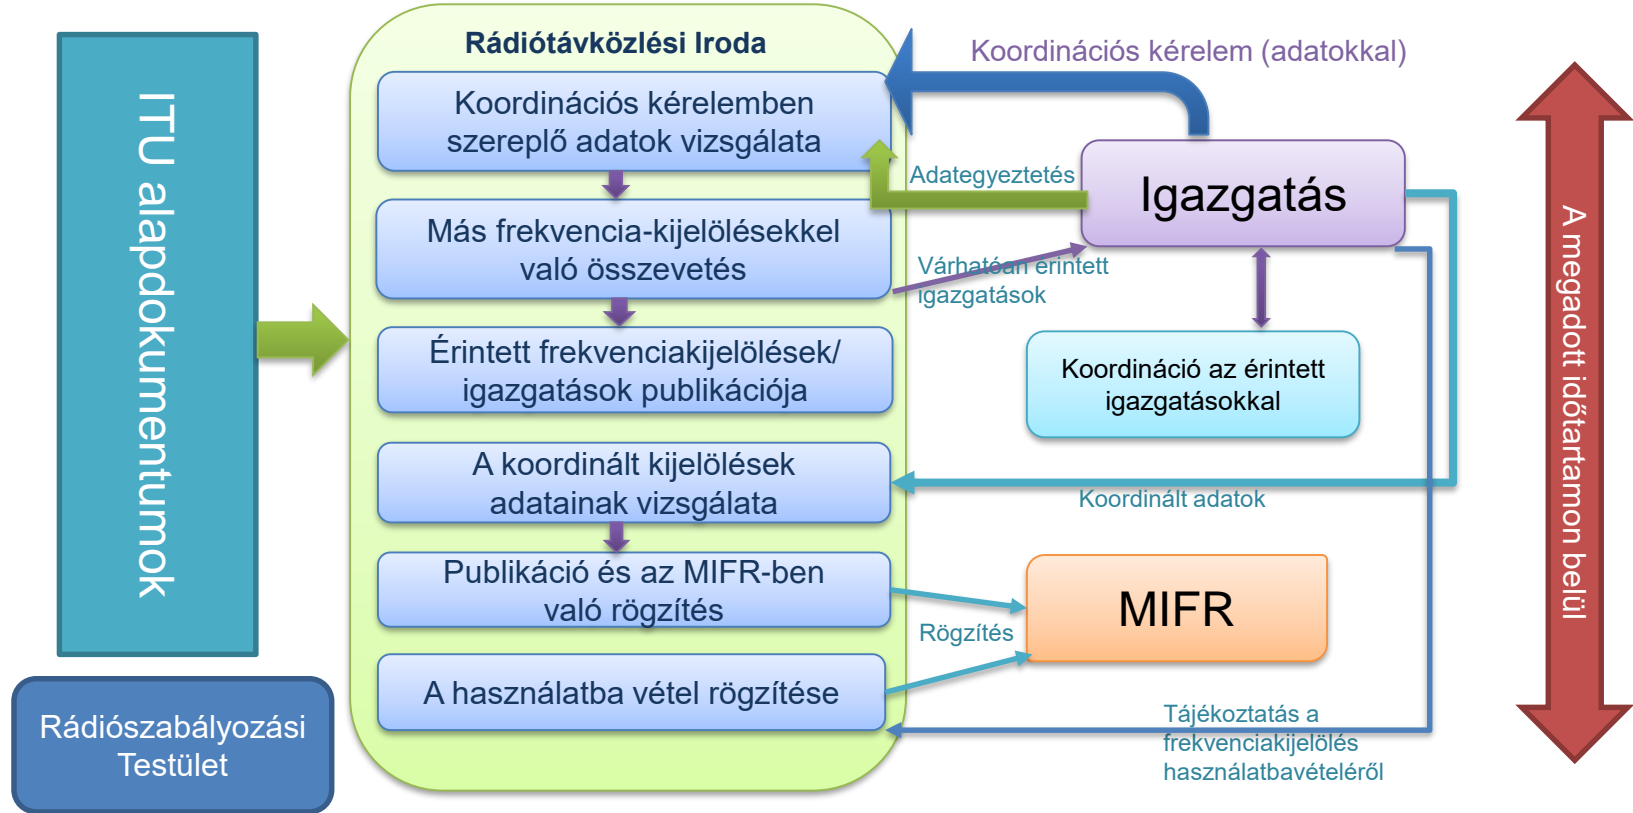 ITU alapdokumentumok
Rádiószabályozási
Testület
Rádiótávközlési Iroda
Koordinációs kérelemben
szereplő adatok vizsgálata
Más frekvencia-kijelölésekkel
való összevetés
Érintett frekvenciakijelölések/
igazgatások publikációja
A koordinált kijelölések
adatainak vizsgálata
Publikáció és az MIFR-ben
való rögzítés
A használatba vétel rögzítése
Koordinációs kérelem (adatokkal)
Adategyeztetés
Igazgatás
Várhatóan érintett
igazgatások
Koordináció az érintett
igazgatásokkal
Koordinált adatok
MIFR
Rögzítés
Tájékoztatás a
frekvenciakijelölés
használatbavételéről
A megadott időtartamon belül